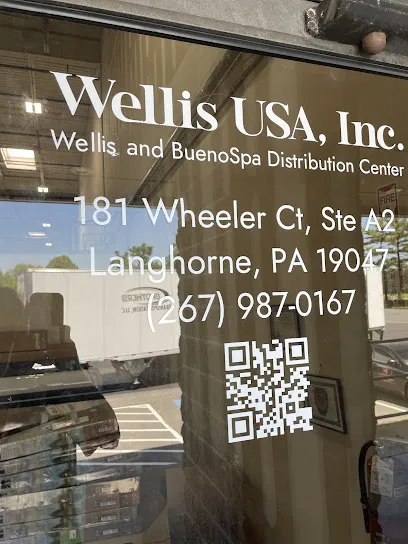 Wellis USA, Inc.
Wellis and BuenoSpa Distribution Center
181 Wheeler Ct, Ste A2
Langhorne, PA 19047
(267) 987-0167
FIRE